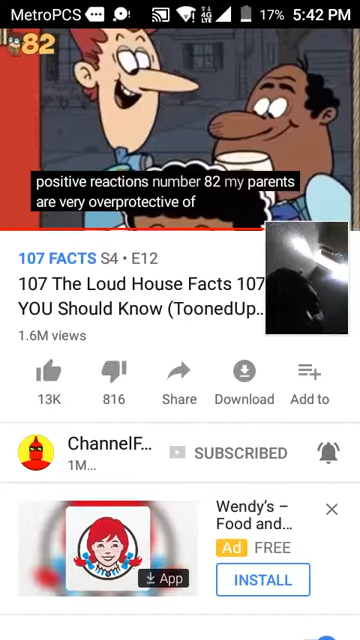 MetroPCS 4G LTE 17% 5:42 PM
82
positive reactions number 82 my parents
are very overprotective of
107 FACTS S4 • E12
107 The Loud House Facts 107
YOU Should Know (ToonedUp..
1.6M views
13K 816 Share Download Add to
ChannelF...
1M...
SUBSCRIBED
Wendy's –
Food and...
Ad FREE
App
INSTALL